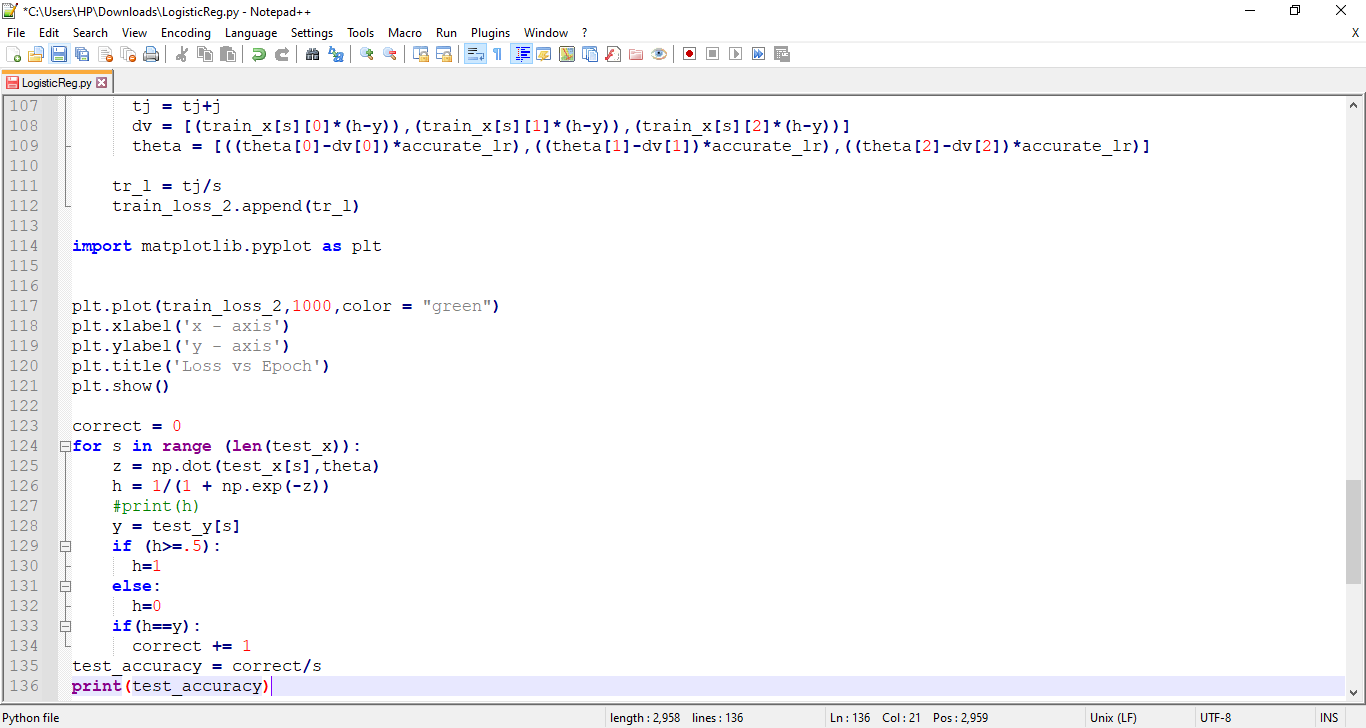 *C:\Users\HP\Downloads\LogisticReg.py - Notepad++
File Edit Search View Encoding Language Settings Tools Macro Run Plugins Window ? X
LogisticReg.py
107 tj = tj+j
108 dv = [(train_x[s][0]*(h-y)),(train_x[s][1]*(h-y)),(train_x[s][2]*(h-y))]
109 theta = [((theta[0]-dv[0])*accurate_lr),((theta[1]-dv[1])*accurate_lr),((theta[2]-dv[2])*accurate_lr)]
110
111 tr_l = tj/s
112 train_loss_2.append(tr_l)
113
114 import matplotlib.pyplot as plt
115
116
117 plt.plot(train_loss_2,1000,color = "green")
118 plt.xlabel('x - axis')
119 plt.ylabel('y - axis')
120 plt.title('Loss vs Epoch')
121 plt.show()
122
123 correct = 0
124 for s in range (len(test_x)):
125 z = np.dot(test_x[s],theta)
126 h = 1/(1 + np.exp(-z))
127 #print(h)
128 y = test_y[s]
129 if (h>=.5):
130 h=1
131 else:
132 h=0
133 if(h==y):
134 correct += 1
135 test_accuracy = correct/s
136 print(test_accuracy)
Python file length : 2,958 lines : 136 Ln : 136 Col : 21 Pos : 2,959 Unix (LF) UTF-8 INS